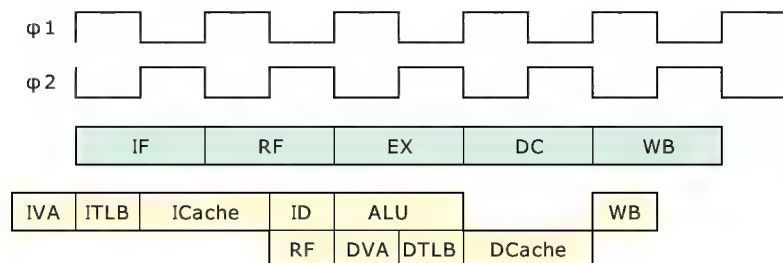 φ1
φ2
IF RF EX DC WB
IVA ITLB ICache ID ALU WB
RF DVA DTLB DCache